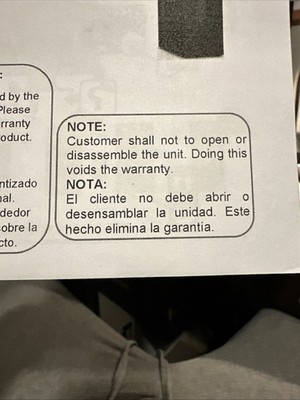 :
d by the
Please
rranty
oduct.
ntizado
nal.
dedor
sobre la
cto.
NOTE:
Customer shall not to open or
disassemble the unit. Doing this
voids the warranty.
NOTA:
El cliente no debe abrir o
desensamblar la unidad. Este
hecho elimina la garantía.